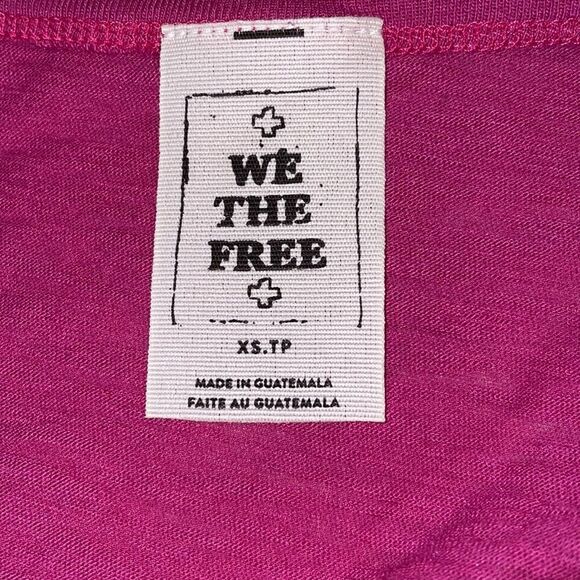 WE
THE
FREE
XS.TP
MADE IN GUATEMALA
FAITE AU GUATEMALA